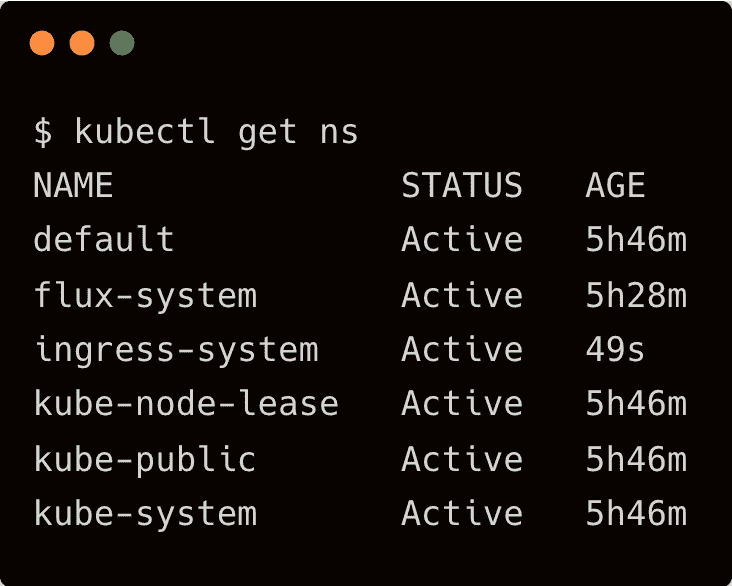 $ kubectl get ns
NAME              STATUS   AGE
default           Active   5h46m
flux-system       Active   5h28m
ingress-system    Active   49s
kube-node-lease   Active   5h46m
kube-public       Active   5h46m
kube-system       Active   5h46m